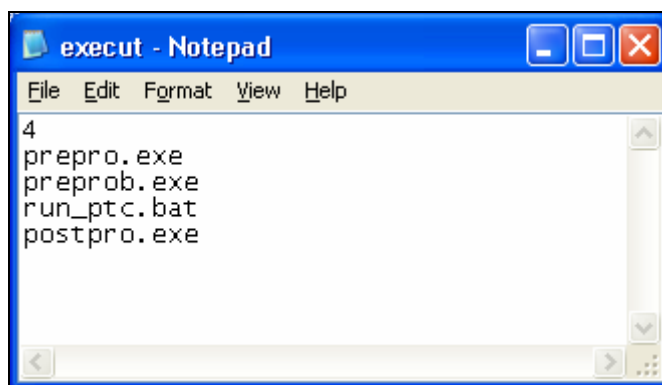 execut - Notepad
File Edit Format View Help
4
prepro.exe
preprob.exe
run_ptc.bat
postpro.exe